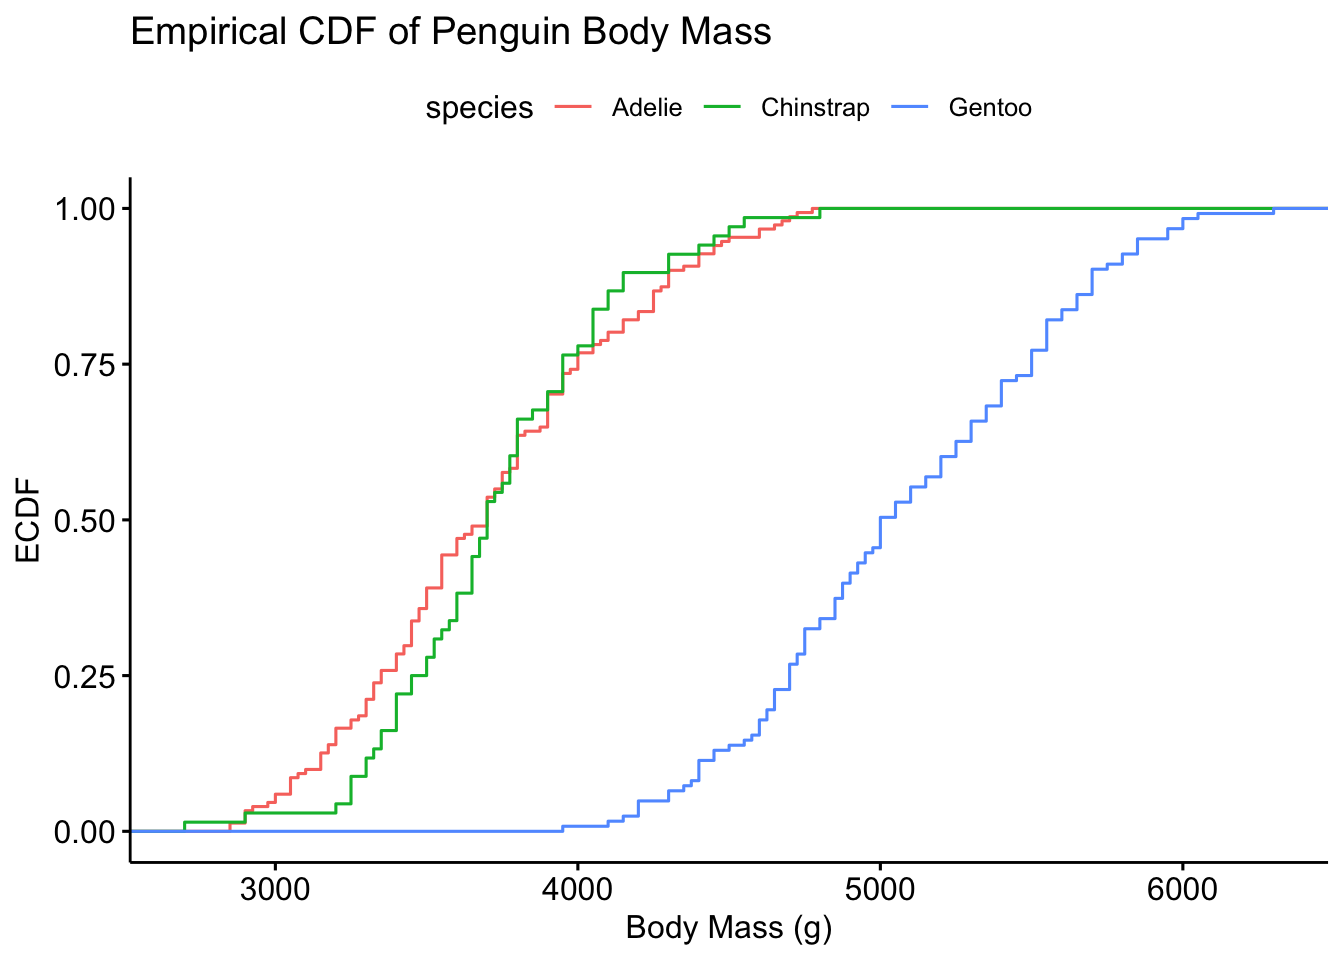 Empirical CDF of Penguin Body Mass
species Adelie Chinstrap Gentoo
1.00
0.75
0.50
0.25
0.00
ECDF
3000 4000 5000 6000
Body Mass (g)